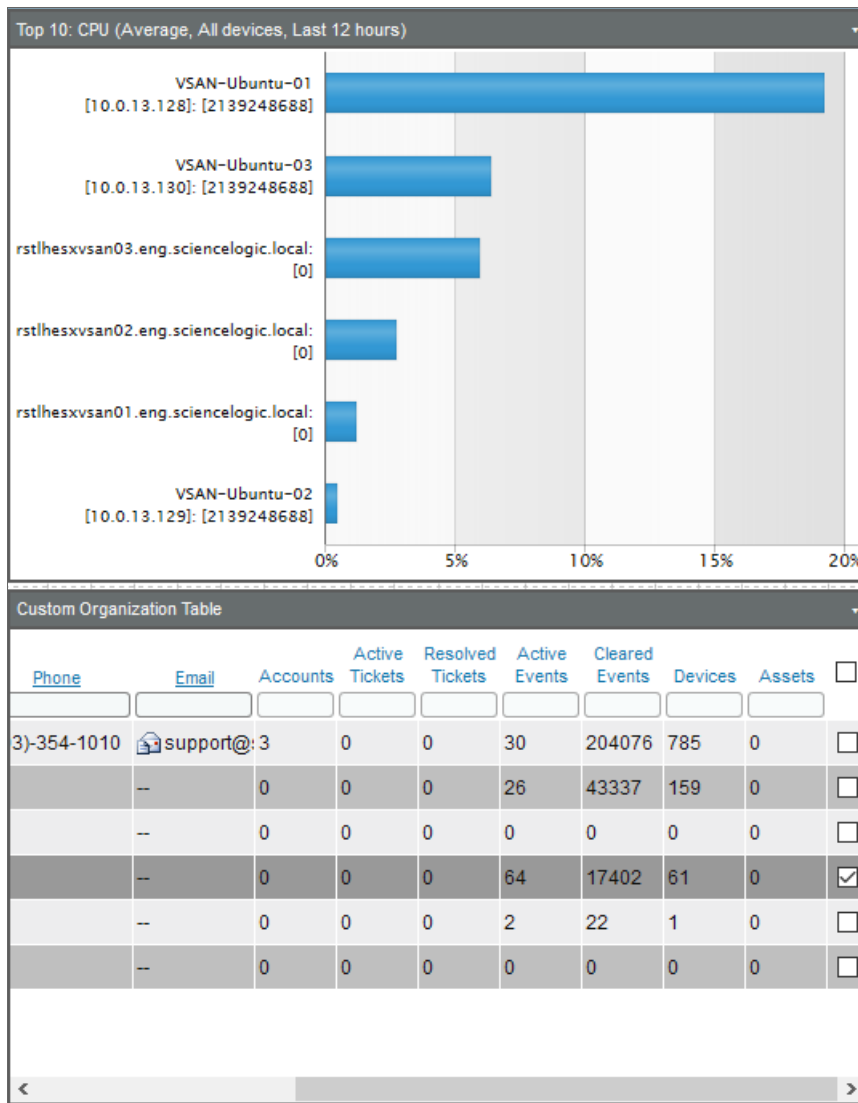 Top 10: CPU (Average, All devices, Last 12 hours)
VSAN-Ubuntu-01
[10.0.13.128]: [2139248688]
VSAN-Ubuntu-03
[10.0.13.130]: [2139248688]
rstlhesxvsan03.eng.sciencelogic.local:
[0]
rstlhesxvsan02.eng.sciencelogic.local:
[0]
rstlhesxvsan01.eng.sciencelogic.local:
[0]
VSAN-Ubuntu-02
[10.0.13.129]: [2139248688]
0% 5% 10% 15% 20%
Custom Organization Table
Phone Email Accounts Active Tickets Resolved Tickets Active Events Cleared Events Devices Assets
3)-354-1010 support@s 3 0 0 30 204076 785 0
-- 0 0 0 26 43337 159 0
-- 0 0 0 0 0 0 0
-- 0 0 0 64 17402 61 0
-- 0 0 0 2 22 1 0
-- 0 0 0 0 0 0 0